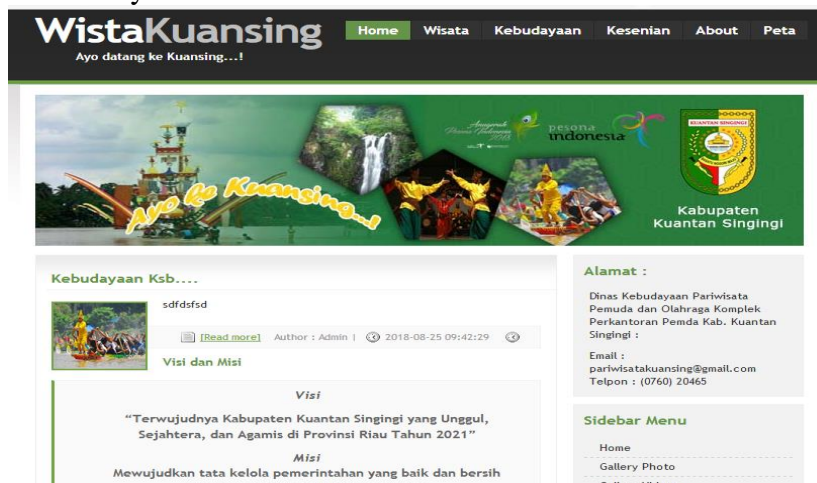 WistaKuansing
Ayo datang ke Kuansing...!
Home Wisata Kebudayaan Kesenian About Peta
Ayo ke Kuansing...!
Anugerah
Pesona Indonesia
2018
pesona
indonesia
KUANTAN SINGINGI
Kabupaten
Kuantan Singingi
Kebudayaan Ksb....
sdfdsfsd
[Read more] Author : Admin | 2018-08-25 09:42:29
Visi dan Misi
Visi
“Terwujudnya Kabupaten Kuantan Singingi yang Unggul,
Sejahtera, dan Agamis di Provinsi Riau Tahun 2021”
Misi
Mewujudkan tata kelola pemerintahan yang baik dan bersih
Alamat :
Dinas Kebudayaan Pariwisata
Pemuda dan Olahraga Komplek
Perkantoran Pemda Kab. Kuantan
Singingi :
Email :
pariwisatakuansing@gmail.com
Telpon : (0760) 20465
Sidebar Menu
Home
Gallery Photo